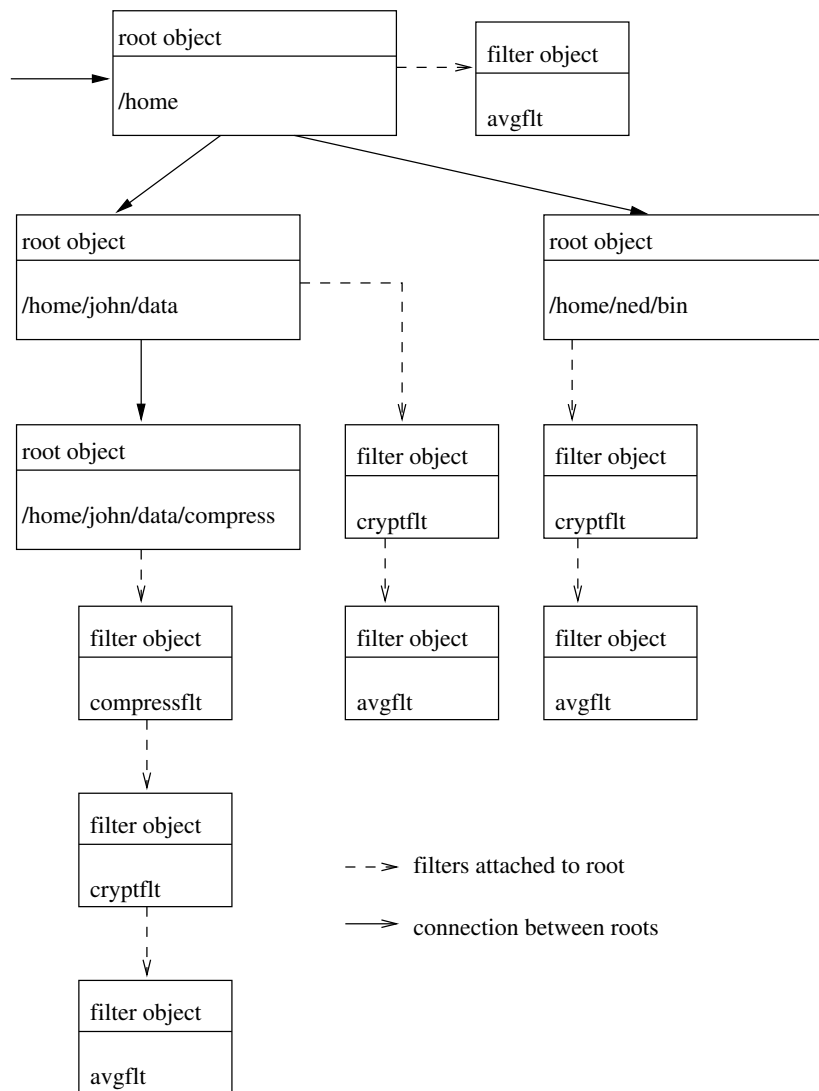 root object
/home
filter object
avgflt
root object
/home/john/data
root object
/home/ned/bin
root object
/home/john/data/compress
filter object
cryptflt
filter object
cryptflt
filter object
compressflt
filter object
avgflt
filter object
avgflt
filter object
cryptflt
filters attached to root
connection between roots
filter object
avgflt